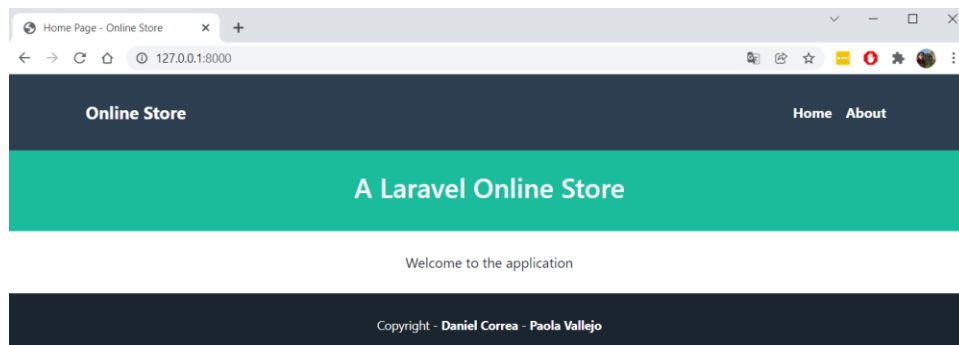 Home Page - Online Store
127.0.0.1:8000
Online Store Home About
A Laravel Online Store
Welcome to the application
Copyright - Daniel Correa - Paola Vallejo